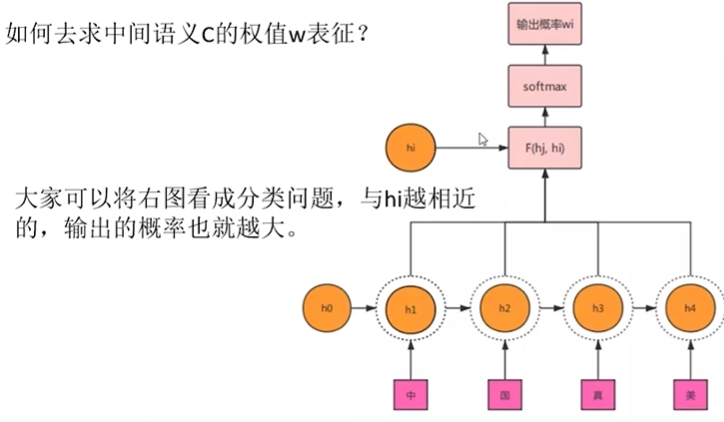 如何去求中间语义C的权值w表征？
输出概率wi
softmax
hi
F(hj, hi)
大家可以将右图看成分类问题，与hi越相近
的，输出的概率也就越大。
h0
h1
h2
h3
h4
中
国
真
美